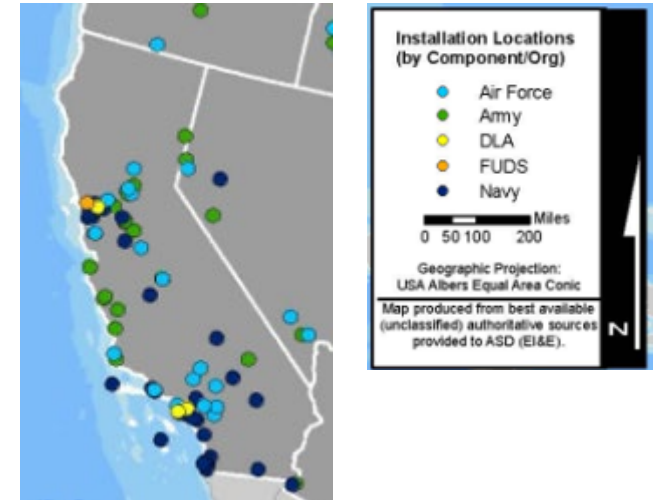 Installation Locations
(by Component/Org)
Air Force
Army
DLA
FUDS
Navy
Miles
0 50 100 200
Geographic Projection:
USA Albers Equal Area Conic
Map produced from best available
(unclassified) authoritative sources
provided to ASD (EI&E).
N